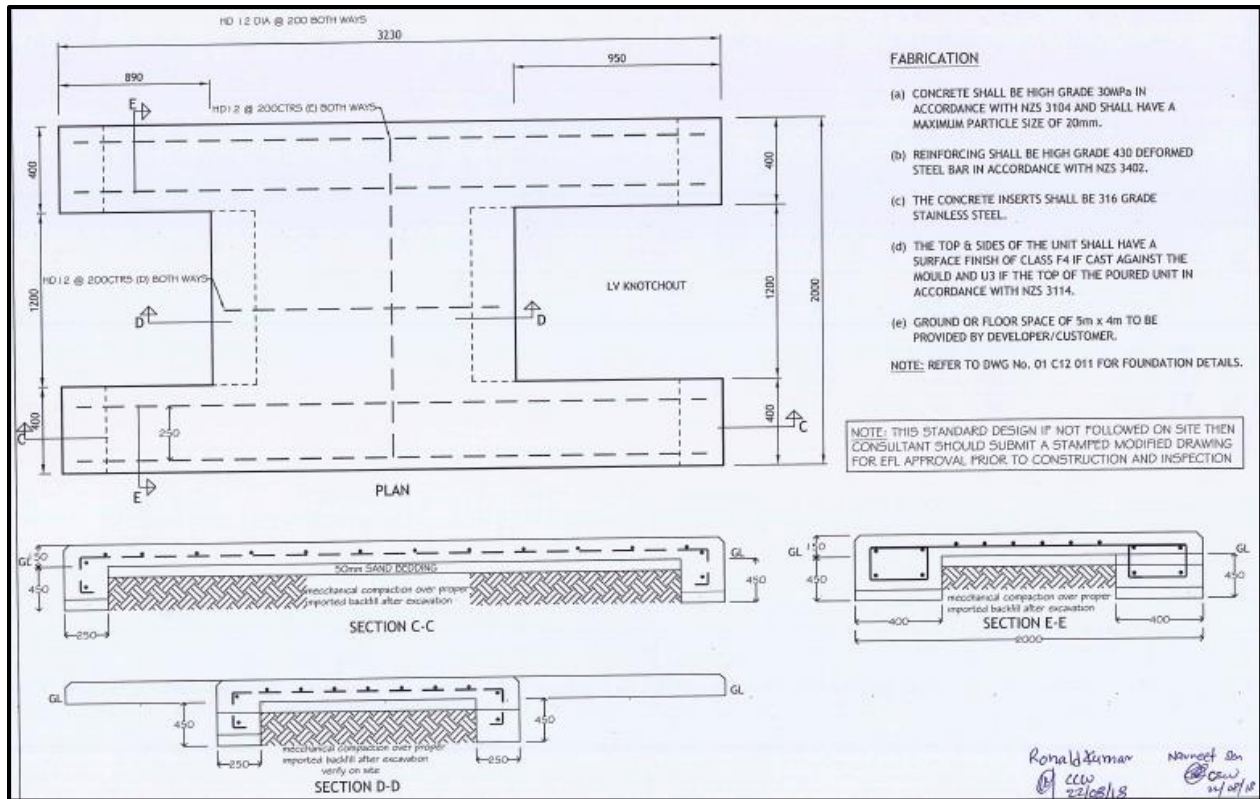 HD 12 DIA @ 200 BOTH WAYS
3230
890
950
E
HD12 @ 200CTRS (E) BOTH WAYS
400
400
1200
HD12 @ 200CTRS (D) BOTH WAYS
D
D
LV KNOTCHOUT
1200
2000
400
400
C
250
C
E
PLAN
FABRICATION
(a) CONCRETE SHALL BE HIGH GRADE 30MPa IN
ACCORDANCE WITH NZS 3104 AND SHALL HAVE A
MAXIMUM PARTICLE SIZE OF 20mm.
(b) REINFORCING SHALL BE HIGH GRADE 430 DEFORMED
STEEL BAR IN ACCORDANCE WITH NZS 3402.
(c) THE CONCRETE INSERTS SHALL BE 316 GRADE
STAINLESS STEEL.
(d) THE TOP & SIDES OF THE UNIT SHALL HAVE A
SURFACE FINISH OF CLASS F4 IF CAST AGAINST THE
MOULD AND U3 IF THE TOP OF THE POURED UNIT IN
ACCORDANCE WITH NZS 3114.
(e) GROUND OR FLOOR SPACE OF 5m x 4m TO BE
PROVIDED BY DEVELOPER/CUSTOMER.
NOTE: REFER TO DWG No. 01 C12 011 FOR FOUNDATION DETAILS.
NOTE: THIS STANDARD DESIGN IF NOT FOLLOWED ON SITE THEN
CONSULTANT SHOULD SUBMIT A STAMPED MODIFIED DRAWING
FOR EFL APPROVAL PRIOR TO CONSTRUCTION AND INSPECTION
GL
150
450
50mm SAND BEDDING
mecchanical compaction over proper
imported backfill after excavation
GL
450
250
SECTION C-C
GL
150
450
mecchanical compaction over proper
imported backfill after excavation
GL
450
400
400
SECTION E-E
2000
GL
450
GL
450
250
250
mecchanical compaction over proper
imported backfill after excavation
verify on site
SECTION D-D
Ronald Kumar
CCW
22/08/18
Navneet